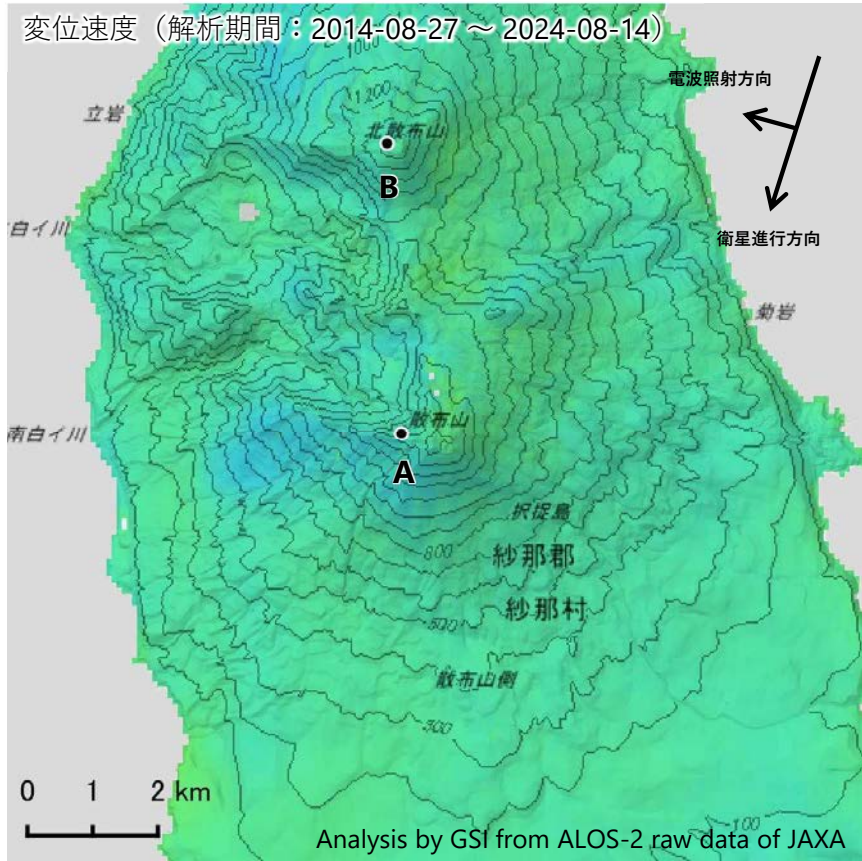 変位速度（解析期間：2014-08-27 ～ 2024-08-14）
1000
1200
立岩
北散布山
B
電波照射方向
白イ川
衛星進行方向
菊岩
南白イ川
散布山
A
択捉島
800
紗那郡
紗那村
500
散布山側
300
0 1 2 km
100
Analysis by GSI from ALOS-2 raw data of JAXA